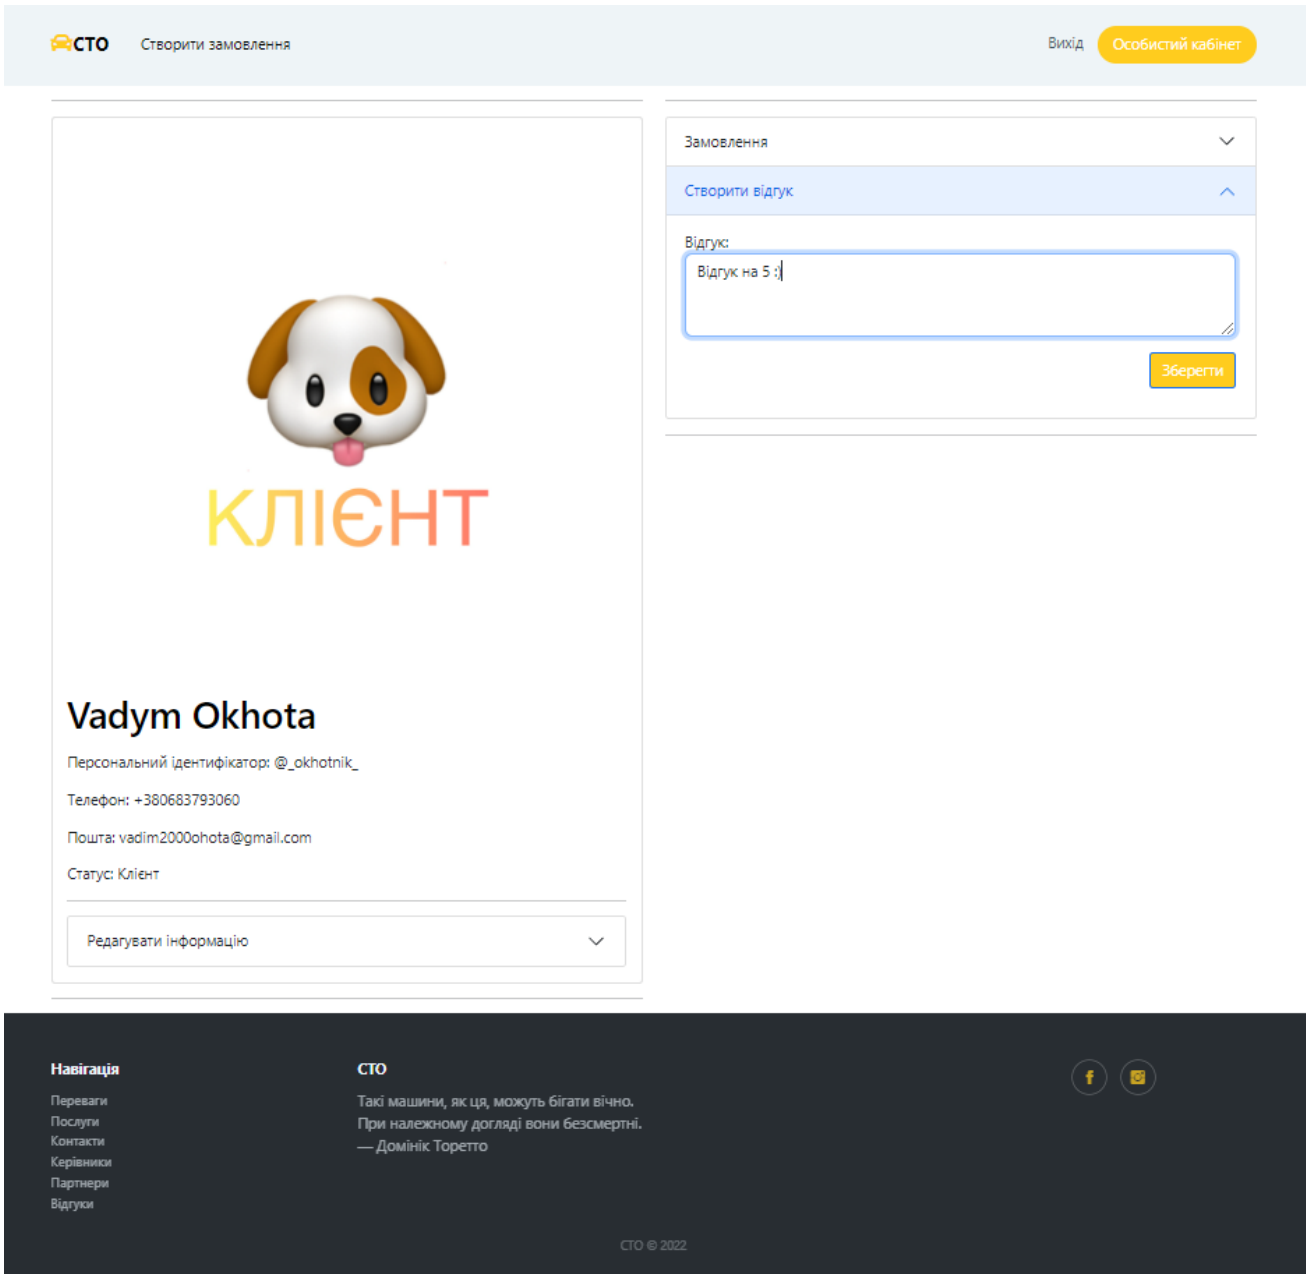 СТО
Створити замовлення
Вихід
Особистий кабінет
КЛІЄНТ
Vadym Okhota
Персональний ідентифікатор: @_okhotnik_
Телефон: +380683793060
Пошта: vadim2000ohota@gmail.com
Статус: Клієнт
Редагувати інформацію
Замовлення
Створити відгук
Відгук:
Відгук на 5 :)
Зберегти
Навігація
Переваги
Послуги
Контакти
Керівники
Партнери
Відгуки
СТО
Такі машини, як ця, можуть бігати вічно.
При належному догляді вони безсмертні.
— Домінік Торетто
СТО © 2022